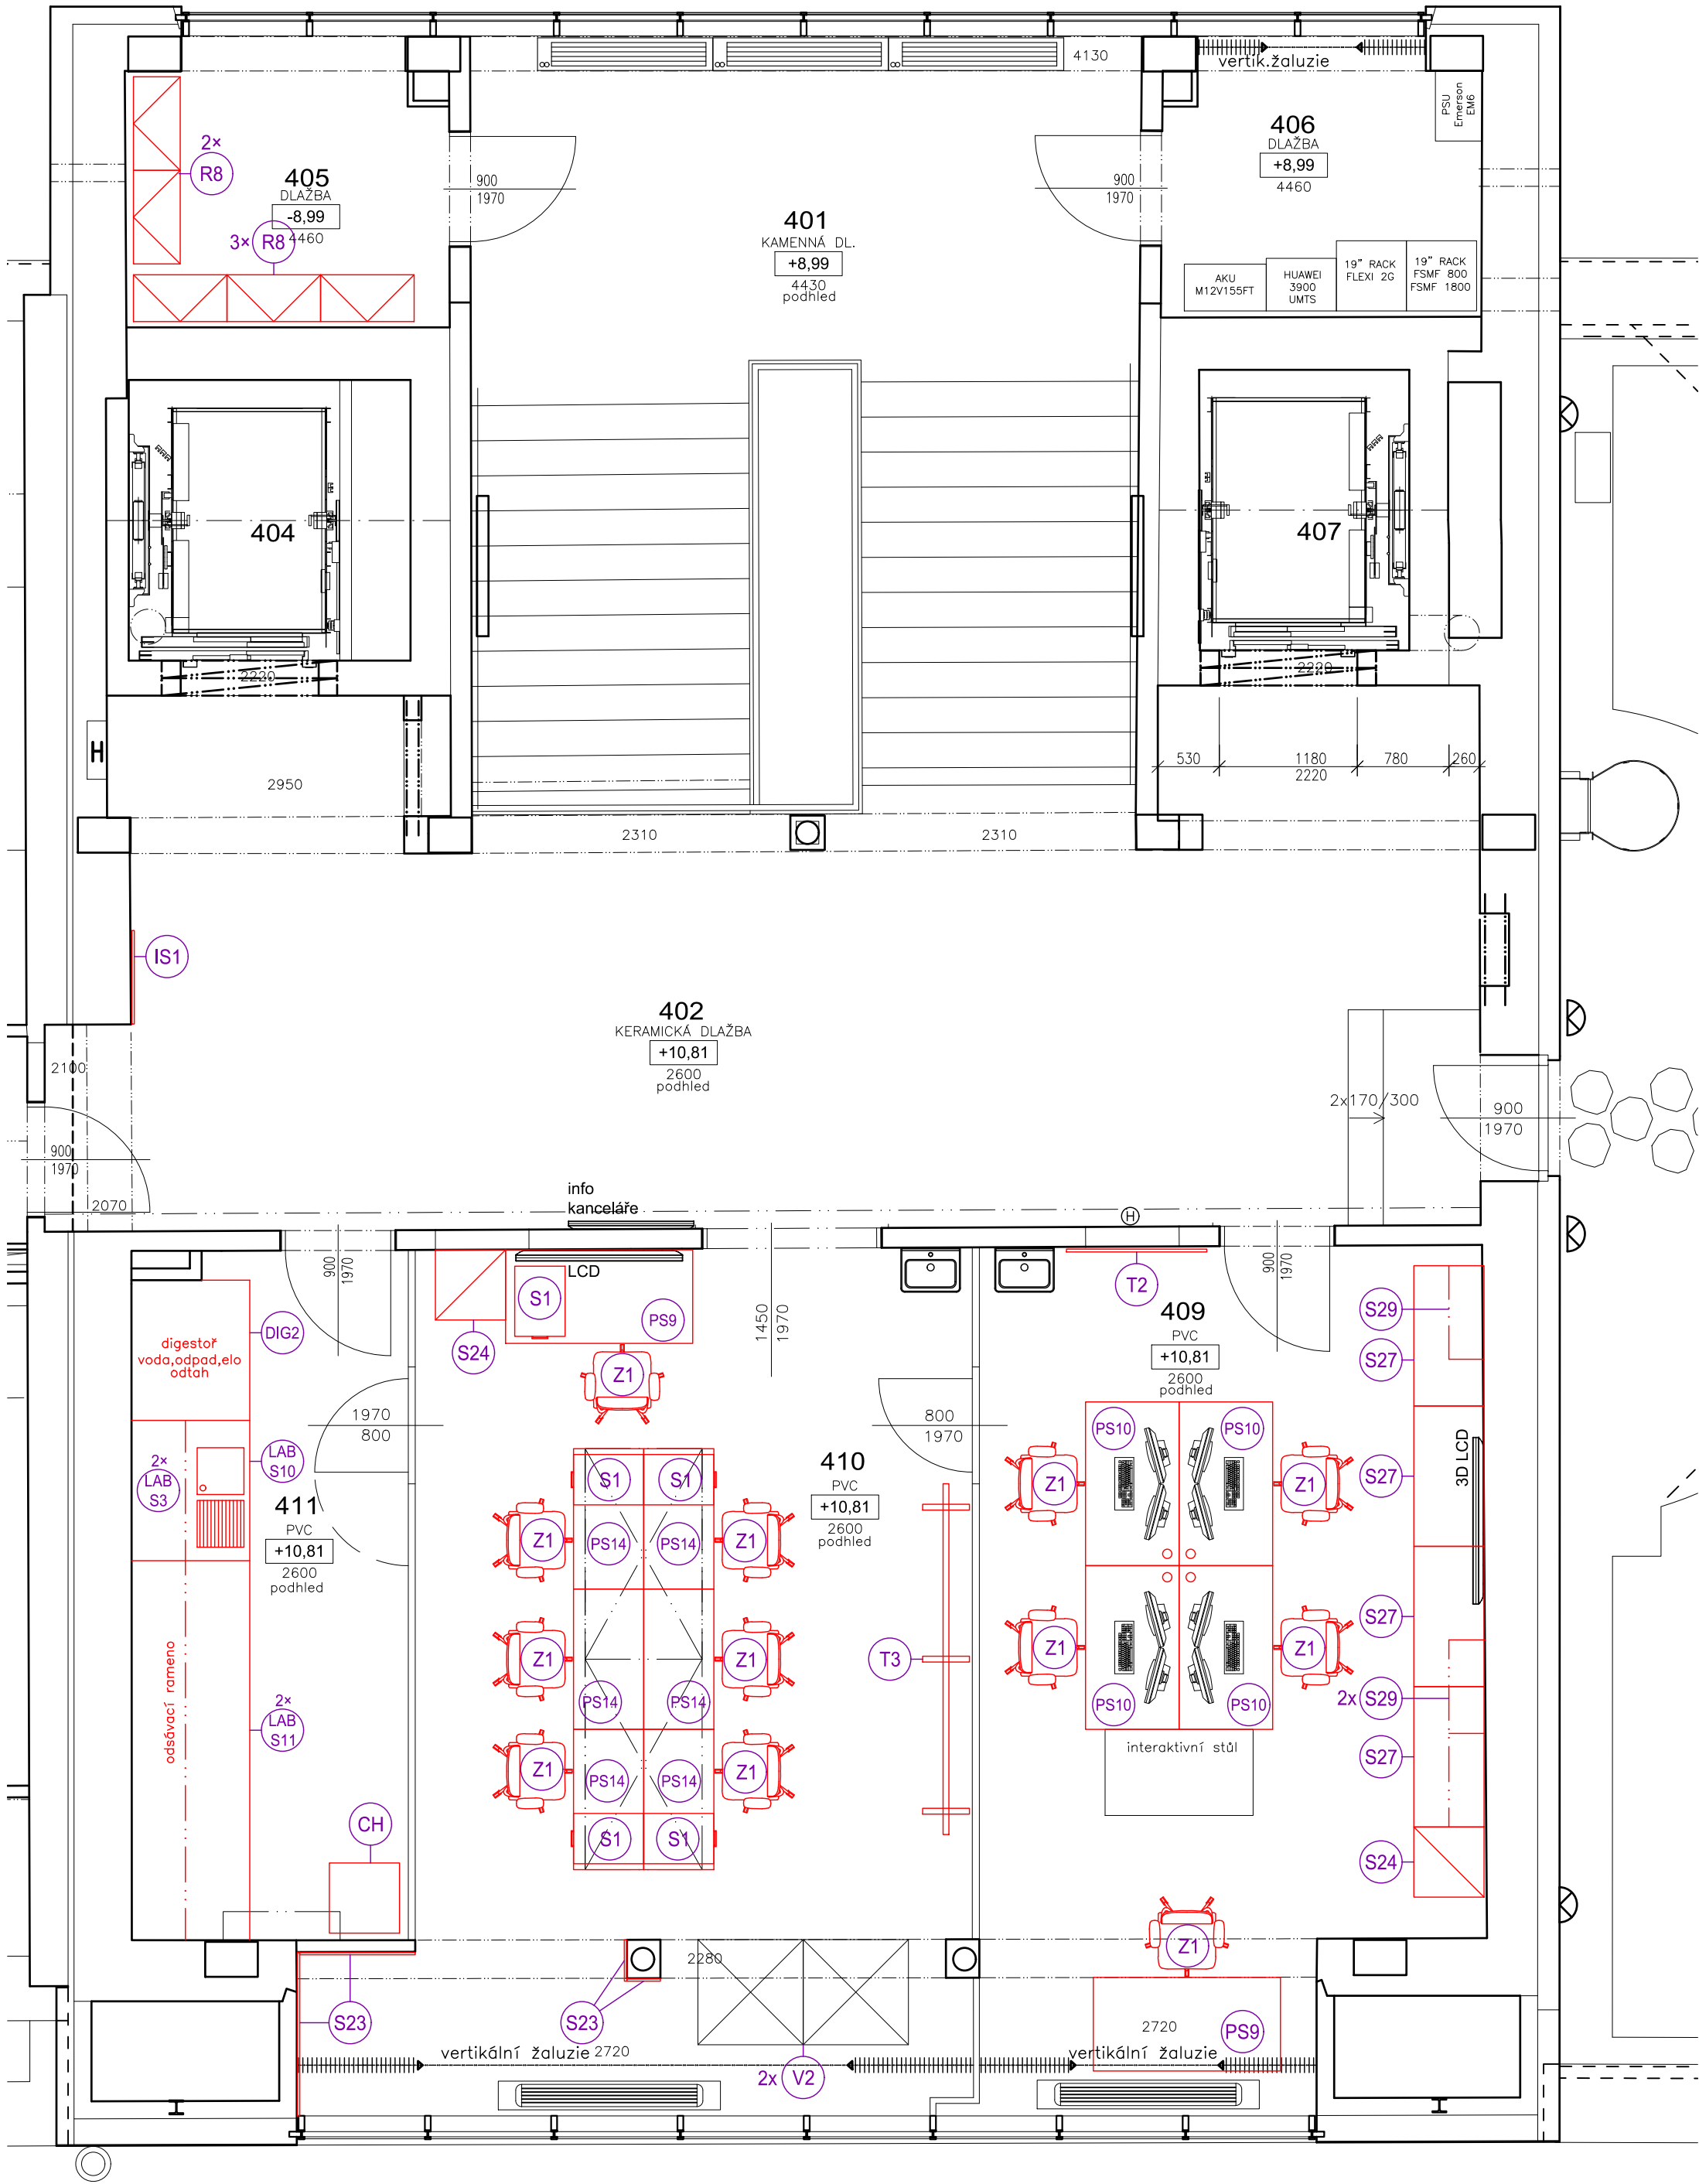 4130
vertik.žaluzie
PSU
Emerson
EM6
2×
R8
405
DLAŽBA
-8,99
4460
3× R8
900
1970
401
KAMENNÁ DL.
+8,99
4430
podhled
900
1970
406
DLAŽBA
+8,99
4460
AKU
M12V155FT
HUAWEI
3900
UMTS
19" RACK
FLEXI 2G
19" RACK
FSMF 800
FSMF 1800
404
407
2220
2220
H
2950
530
1180
2220
780
260
2310
2310
IS1
402
KERAMICKÁ DLAŽBA
+10,81
2600
podhled
2100
900
1970
2070
2x170/300
900
1970
info
kanceláře
H
LCD
900
1970
1450
1970
900
1970
S1
PS9
S24
Z1
T2
409
PVC
+10,81
2600
podhled
S29
S27
DIG2
digestoř
voda,odpad,elo
odtah
1970
800
800
1970
2×
LAB
S3
LAB
S10
411
PVC
+10,81
2600
podhled
410
PVC
+10,81
2600
podhled
S1
S1
Z1
PS14
PS14
Z1
Z1
Z1
PS14
PS14
Z1
PS14
PS14
Z1
S1
S1
T3
PS10
PS10
Z1
Z1
Z1
Z1
PS10
PS10
interaktivní stůl
S27
3D LCD
S27
2x S29
S27
S24
odsávací rameno
2×
LAB
S11
CH
S23
S23
2280
Z1
2720
PS9
vertikální žaluzie 2720
vertikální žaluzie
2x V2